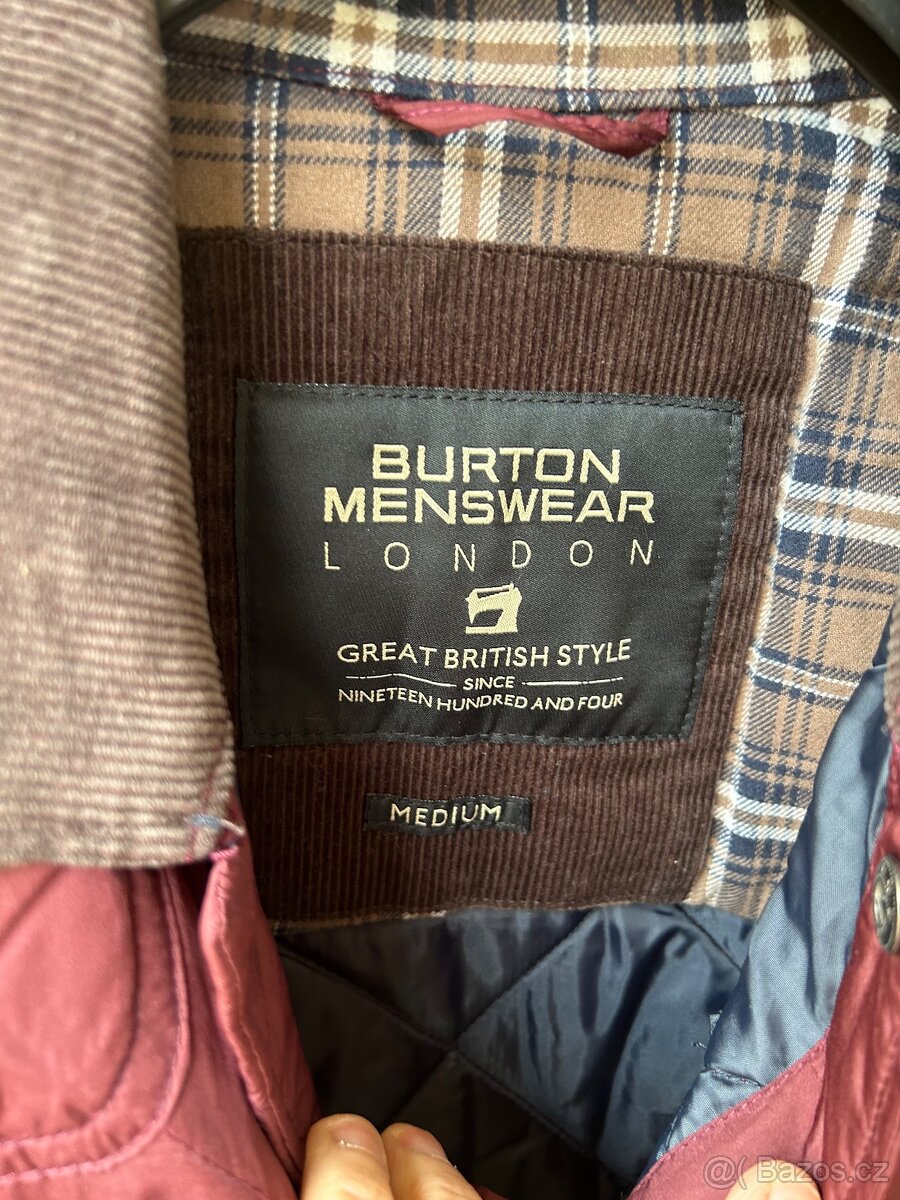 BURTON
MENSWEAR
LONDON
GREAT BRITISH STYLE
SINCE
NINETEEN HUNDRED AND FOUR
MEDIUM
@( Bazos.cz